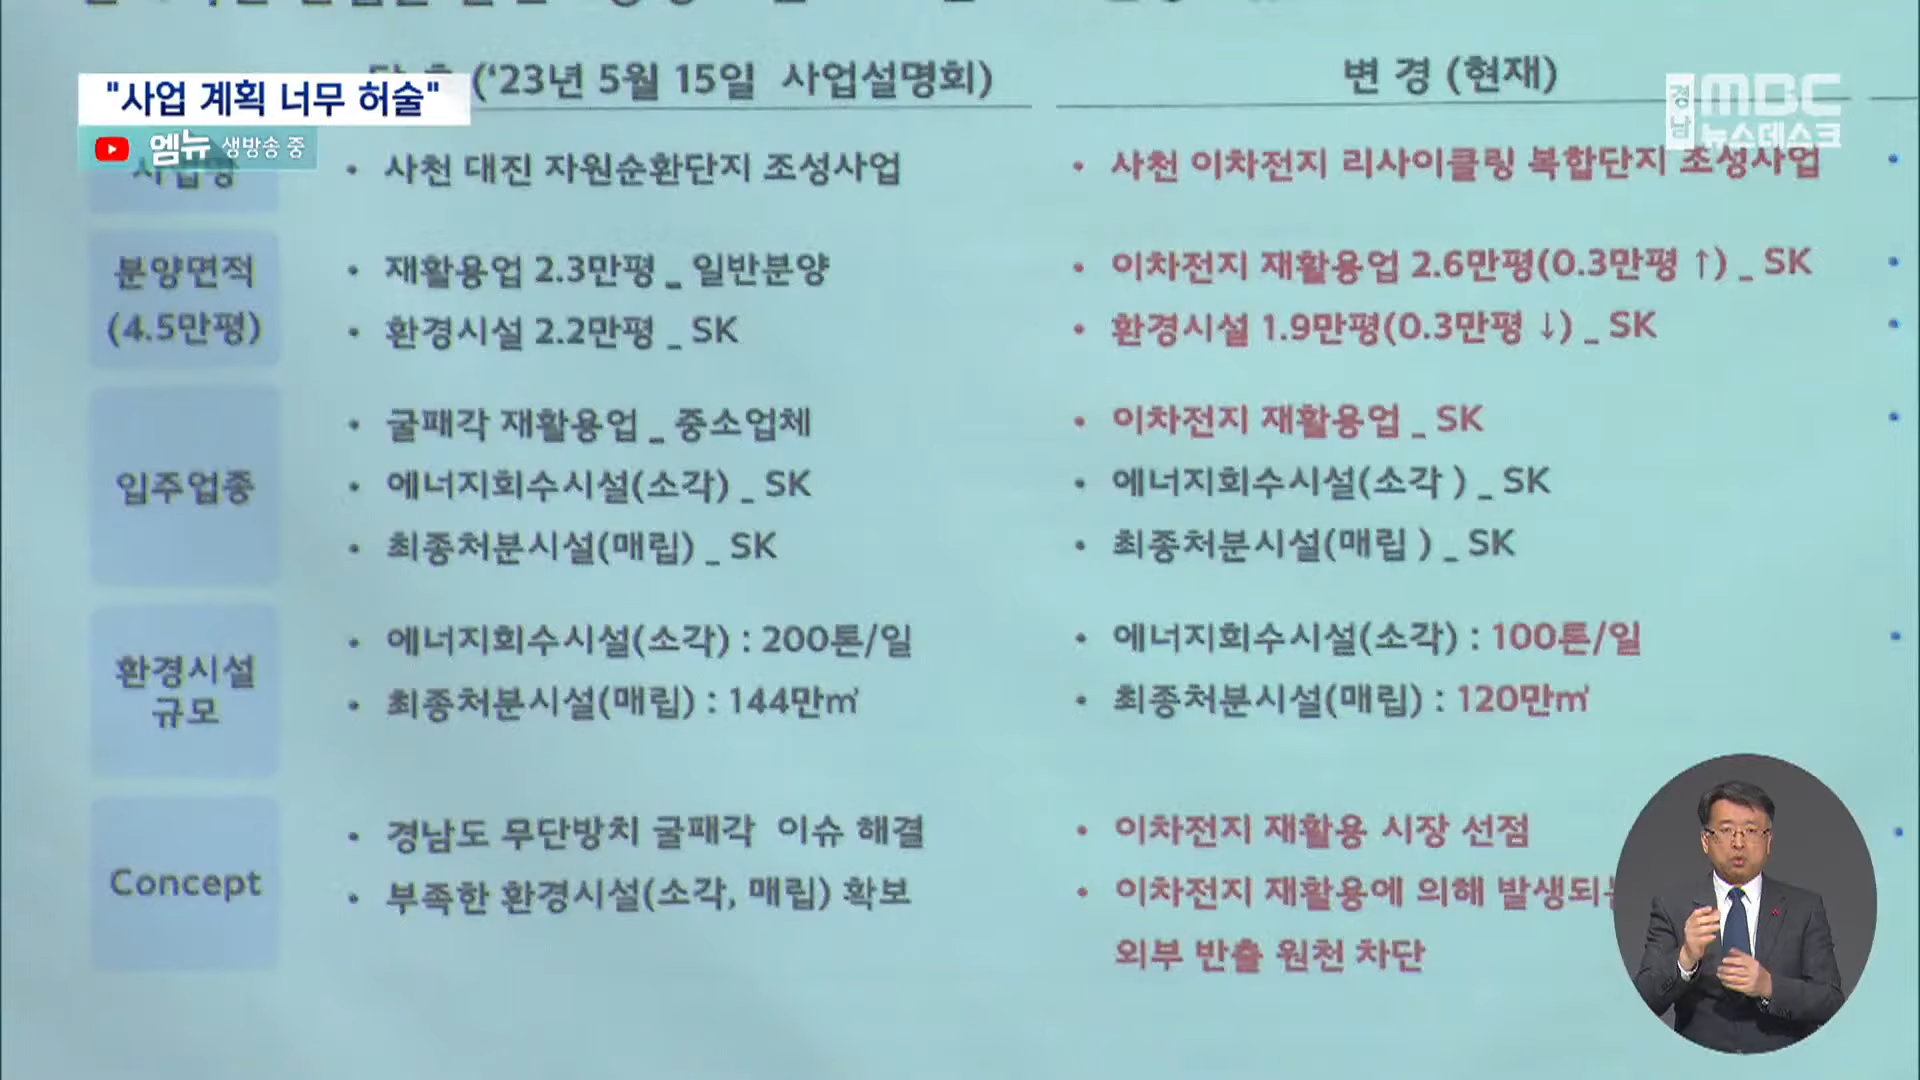 "사업 계획 너무 허술"
엠뉴 생방송 중
경남 MBC
뉴스데스크
(‘23년 5월 15일 사업설명회)
변 경 (현재)
사업명
• 사천 대진 자원순환단지 조성사업
• 사천 이차전지 리사이클링 복합단지 조성사업
분양면적
(4.5만평)
• 재활용업 2.3만평 _ 일반분양
• 환경시설 2.2만평 _ SK
• 이차전지 재활용업 2.6만평(0.3만평 ↑) _ SK
• 환경시설 1.9만평(0.3만평 ↓) _ SK
입주업종
• 굴패각 재활용업 _ 중소업체
• 에너지회수시설(소각) _ SK
• 최종처분시설(매립) _ SK
• 이차전지 재활용업 _ SK
• 에너지회수시설(소각 ) _ SK
• 최종처분시설(매립 ) _ SK
환경시설
규모
• 에너지회수시설(소각) : 200톤/일
• 최종처분시설(매립) : 144만㎥
• 에너지회수시설(소각) : 100톤/일
• 최종처분시설(매립) : 120만㎥
Concept
• 경남도 무단방치 굴패각 이슈 해결
• 부족한 환경시설(소각, 매립) 확보
• 이차전지 재활용 시장 선점
• 이차전지 재활용에 의해
외부 반출 원천 차단